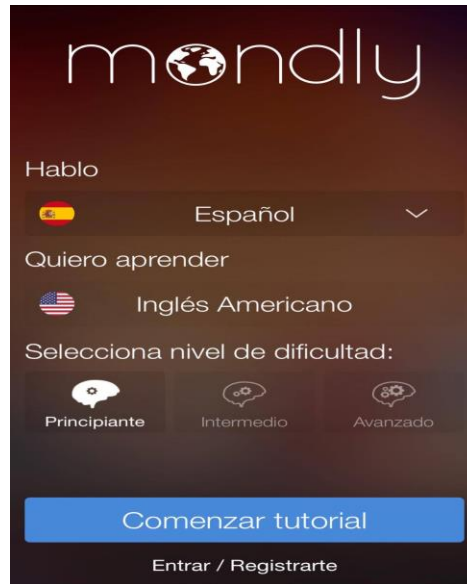 mondly
Hablo
Español
Quiero aprender
Inglés Americano
Selecciona nivel de dificultad:
Principiante Intermedio Avanzado
Comenzar tutorial
Entrar / Registrarte